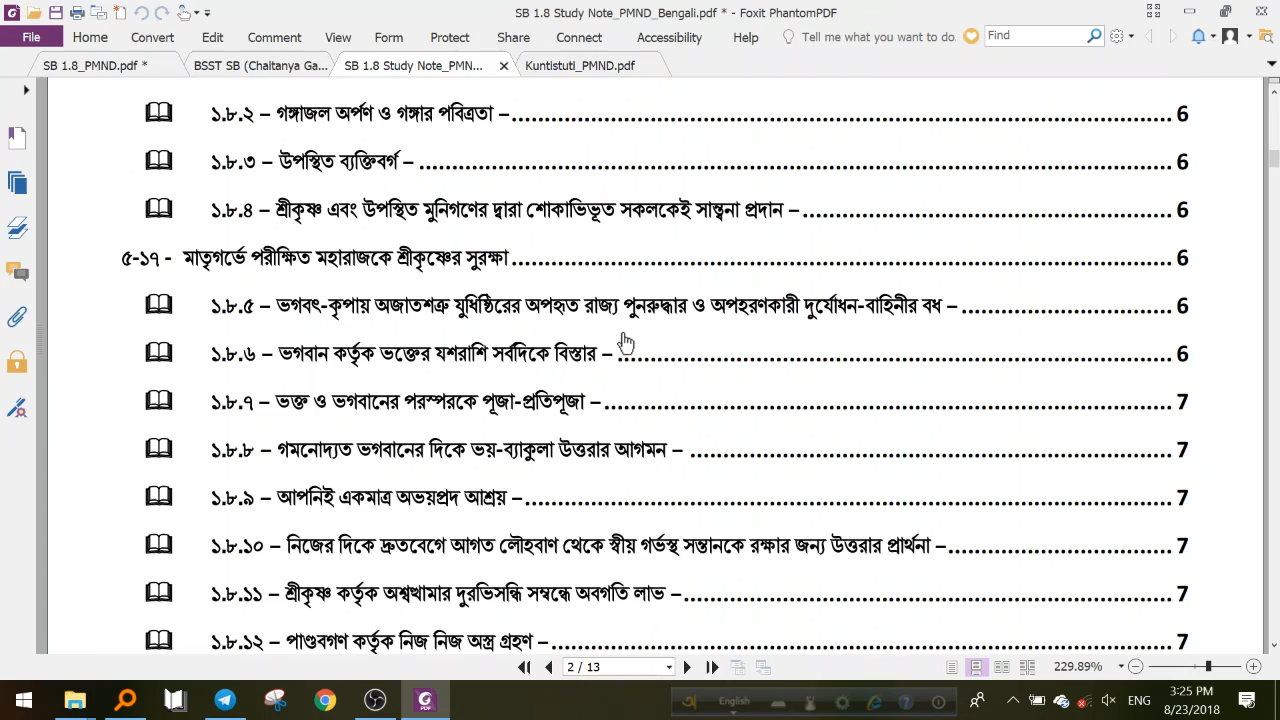 SB 1.8 Study Note_PMND_Bengali.pdf * - Foxit PhantomPDF
File Home Convert Edit Comment View Form Protect Share Connect Accessibility Help Tell me what you want to do. Find
SB 1.8_PMND.pdf * BSST SB (Chaitanya Ga... SB 1.8 Study Note_PMN... Kuntistuti_PMND.pdf
১.৮.২ – গঙ্গাজল অর্পণ ও গঙ্গার পবিত্রতা – 6
১.৮.৩ – উপস্থিত ব্যক্তিবর্গ – 6
১.৮.৪ – শ্রীকৃষ্ণ এবং উপস্থিত মুনিগণের দ্বারা শোকাভিভূত সকলকেই সান্ত্বনা প্রদান – 6
৫-১৭ - মাতৃগর্ভে পরীক্ষিত মহারাজকে শ্রীকৃষ্ণের সুরক্ষা 6
১.৮.৫ – ভগবৎ-কৃপায় অজাতশত্রু যুধিষ্ঠিরের অপহৃত রাজ্য পুনরুদ্ধার ও অপহরণকারী দুর্যোধন-বাহিনীর বধ – 6
১.৮.৬ – ভগবান কর্তৃক ভক্তের যশরাশি সর্বদিকে বিস্তার – 6
১.৮.৭ – ভক্ত ও ভগবানের পরস্পরকে পূজা-প্রতিপূজা – 7
১.৮.৮ – গমনোদ্যত ভগবানের দিকে ভয়-ব্যাকুলা উত্তরার আগমন – 7
১.৮.৯ – আপনিই একমাত্র অভয়প্রদ আশ্রয় – 7
১.৮.১০ – নিজের দিকে দ্রুতবেগে আগত লৌহবাণ থেকে স্বীয় গর্ভস্থ সন্তানকে রক্ষার জন্য উত্তরার প্রার্থনা – 7
১.৮.১১ – শ্রীকৃষ্ণ কর্তৃক অশ্বত্থামার দুরভিসন্ধি সম্বন্ধে অবগতি লাভ – 7
১.৮.১২ – পাণ্ডবগণ কর্তৃক নিজ নিজ অস্ত্র গ্রহণ – 7
2 / 13 229.89%
English ENG 3:25 PM
8/23/2018